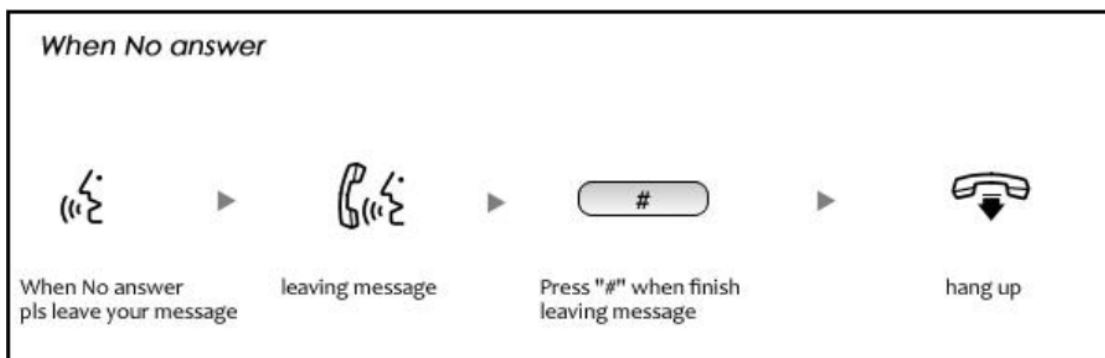 When No answer
#
When No answer
pls leave your message
leaving message
Press "#" when finish
leaving message
hang up